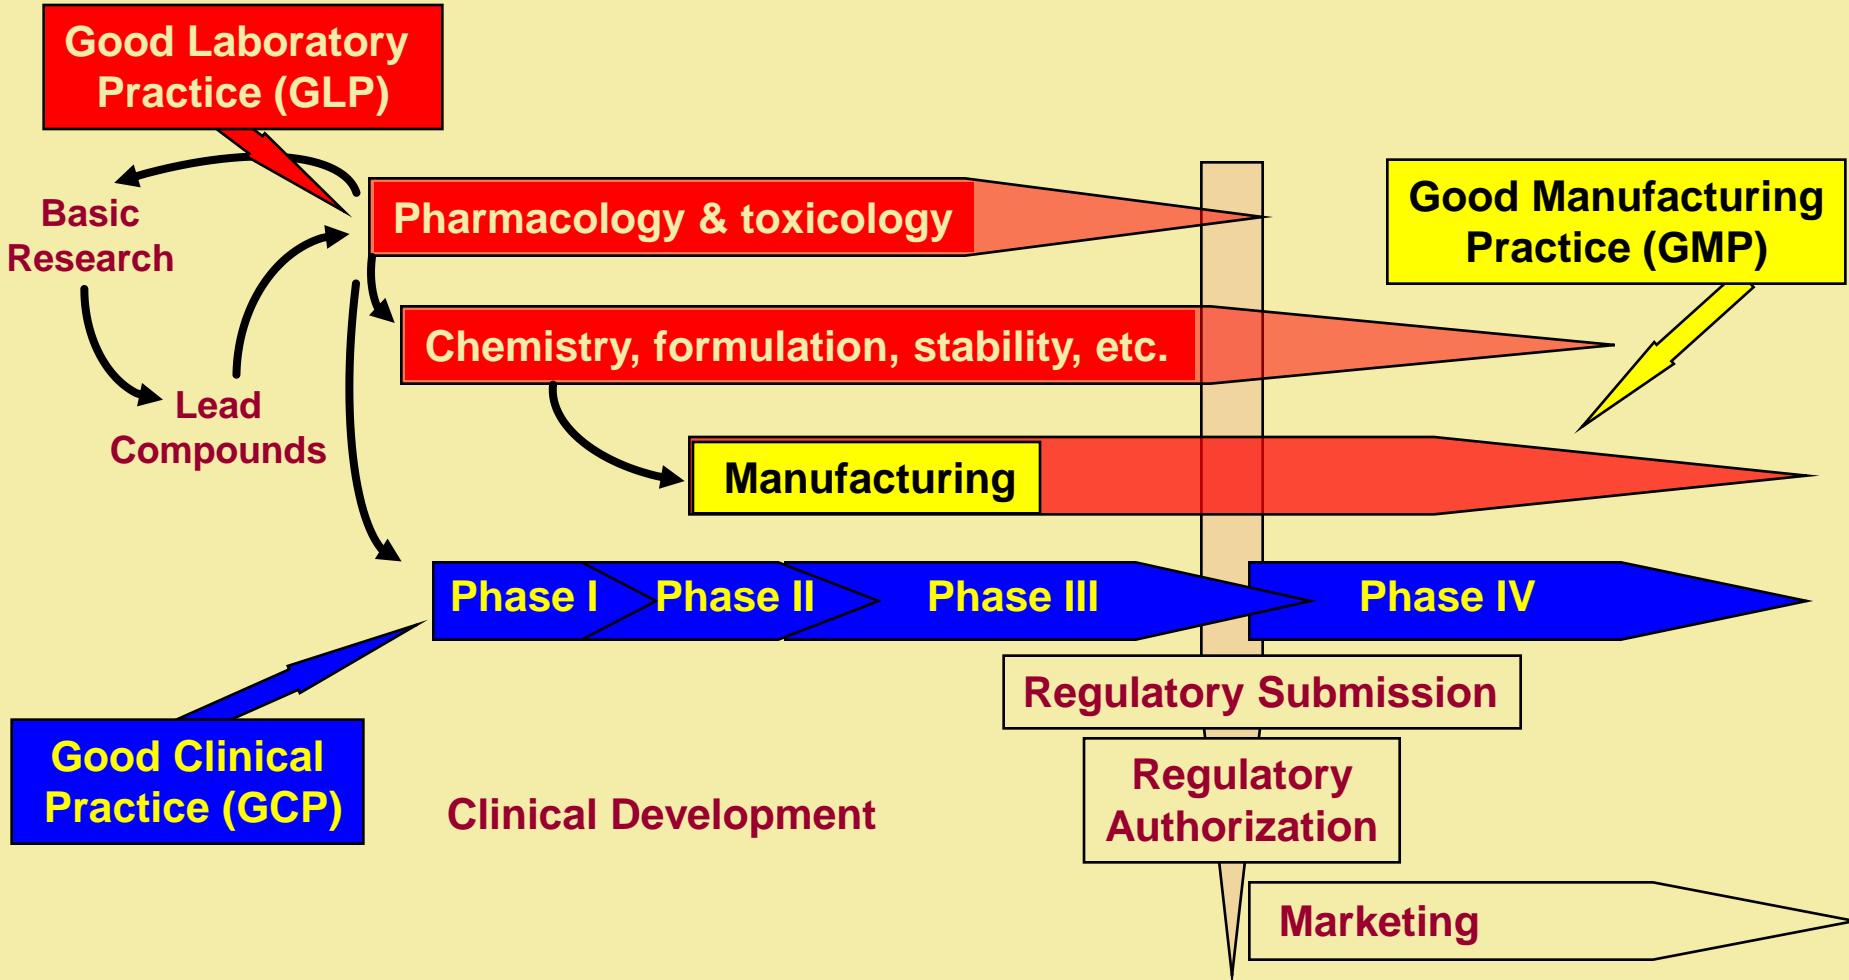 Good Laboratory
Practice (GLP)
Basic
Research
Pharmacology & toxicology
Good Manufacturing
Practice (GMP)
Chemistry, formulation, stability, etc.
Lead
Compounds
Manufacturing
Phase I
Phase II
Phase III
Phase IV
Regulatory Submission
Good Clinical
Practice (GCP)
Clinical Development
Regulatory
Authorization
Marketing